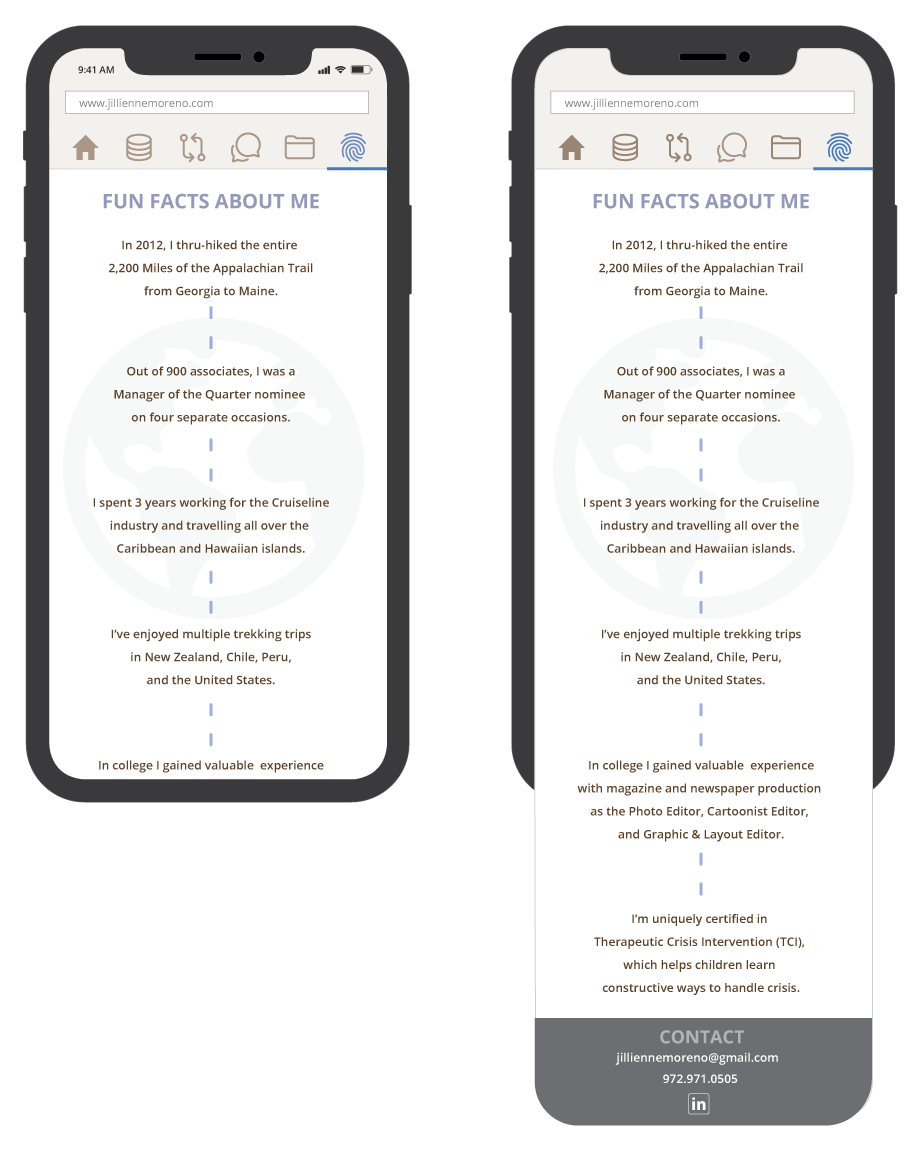 9:41 AM
www.jilliennemoreno.com
FUN FACTS ABOUT ME
In 2012, I thru-hiked the entire
2,200 Miles of the Appalachian Trail
from Georgia to Maine.
Out of 900 associates, I was a
Manager of the Quarter nominee
on four separate occasions.
I spent 3 years working for the Cruiseline
industry and travelling all over the
Caribbean and Hawaiian islands.
I've enjoyed multiple trekking trips
in New Zealand, Chile, Peru,
and the United States.
In college I gained valuable  experience
www.jilliennemoreno.com
FUN FACTS ABOUT ME
In 2012, I thru-hiked the entire
2,200 Miles of the Appalachian Trail
from Georgia to Maine.
Out of 900 associates, I was a
Manager of the Quarter nominee
on four separate occasions.
I spent 3 years working for the Cruiseline
industry and travelling all over the
Caribbean and Hawaiian islands.
I've enjoyed multiple trekking trips
in New Zealand, Chile, Peru,
and the United States.
In college I gained valuable  experience
with magazine and newspaper production
as the Photo Editor, Cartoonist Editor,
and Graphic & Layout Editor.
I'm uniquely certified in
Therapeutic Crisis Intervention (TCI),
which helps children learn
constructive ways to handle crisis.
CONTACT
jilliennemoreno@gmail.com
972.971.0505
in